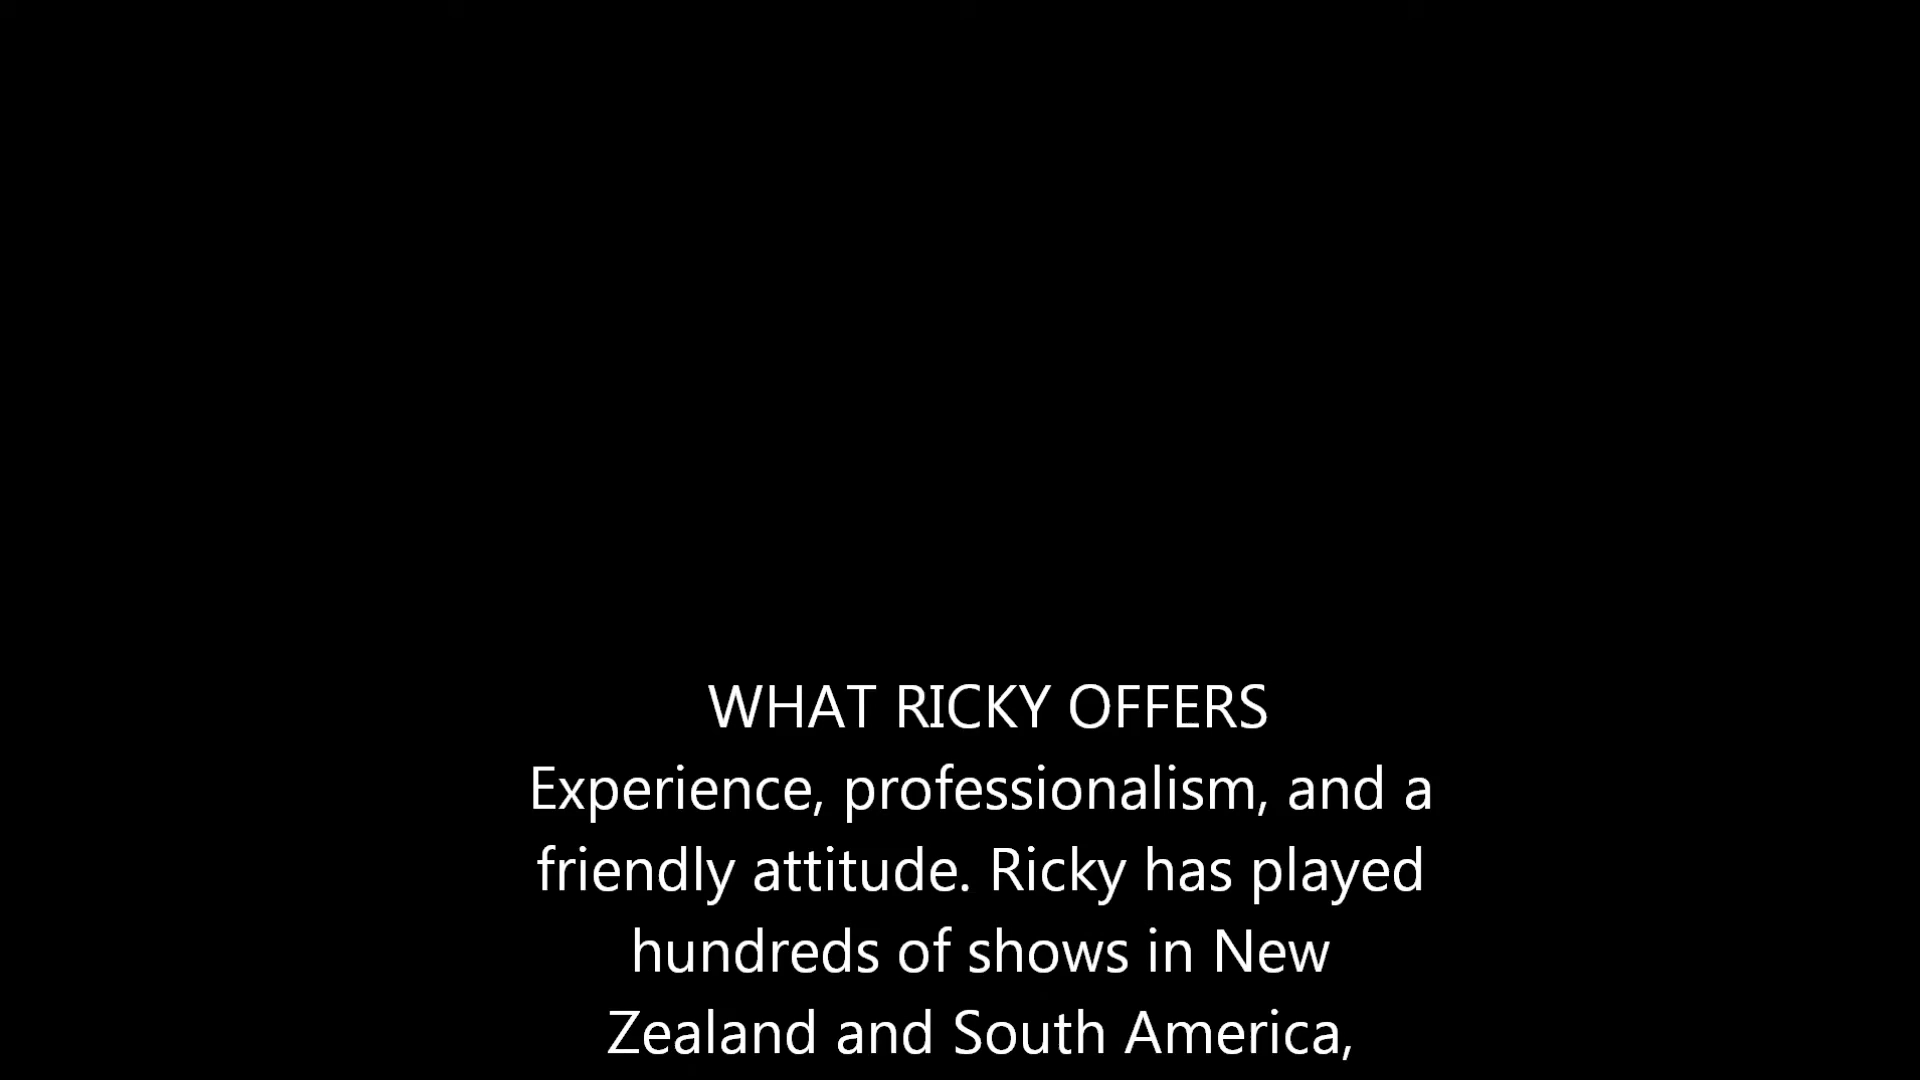 WHAT RICKY OFFERS
Experience, professionalism, and a
friendly attitude. Ricky has played
hundreds of shows in New
Zealand and South America,